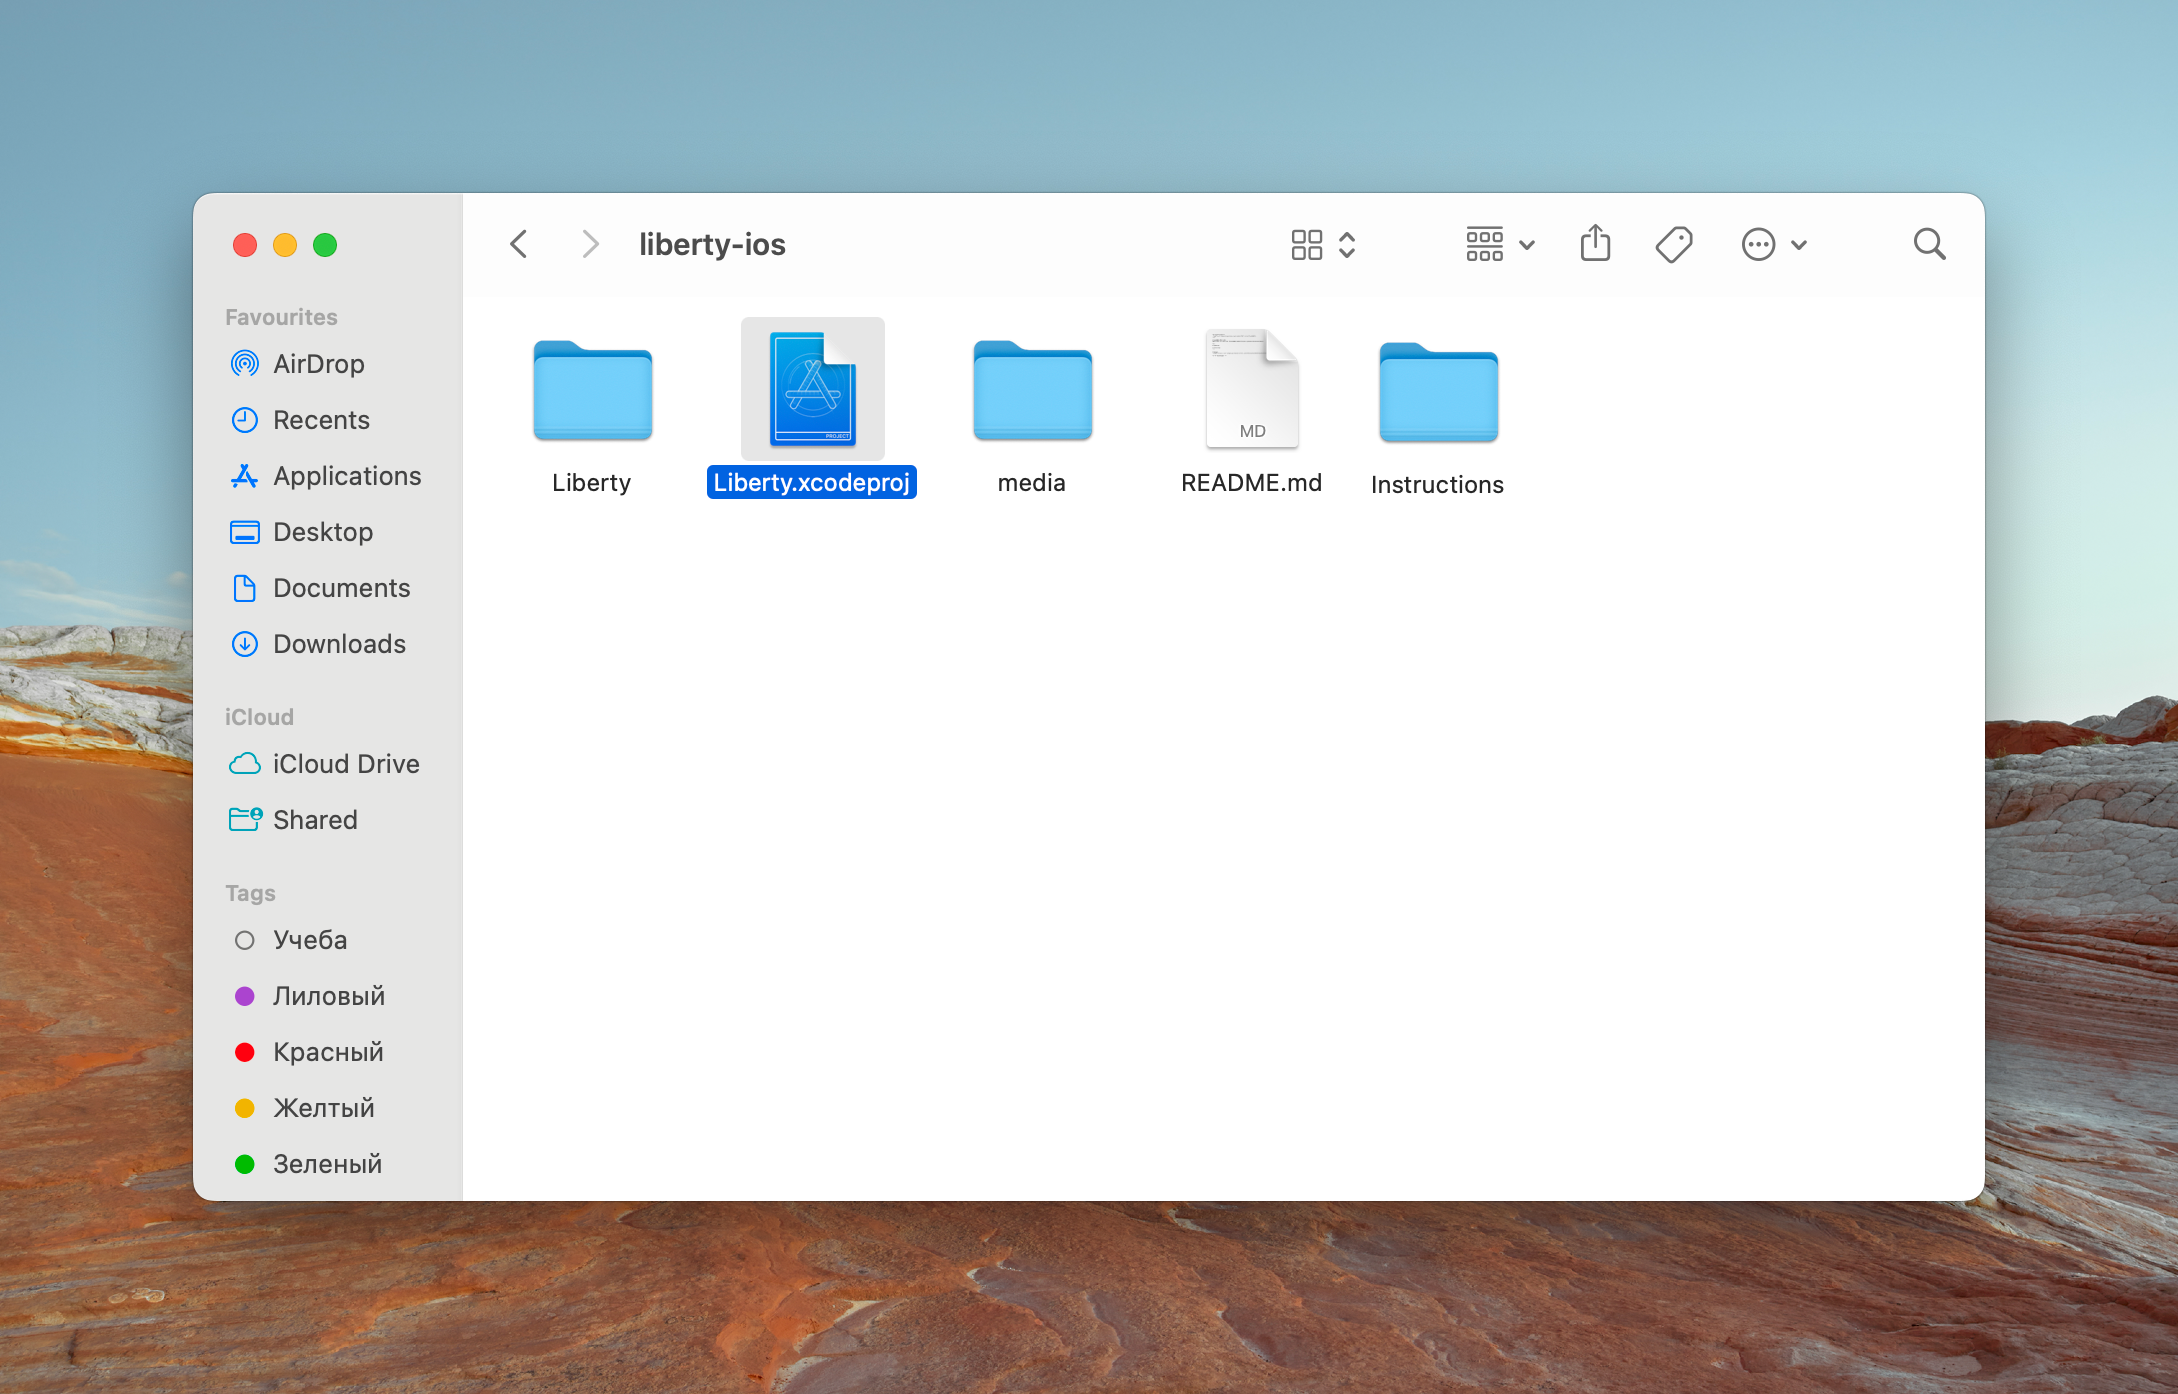 liberty-ios
Favourites
AirDrop
Recents
Applications
Desktop
Documents
Downloads
iCloud
iCloud Drive
Shared
Tags
Учеба
Лиловый
Красный
Желтый
Зеленый
PROJECT
MD
Liberty
Liberty.xcodeproj
media
README.md
Instructions